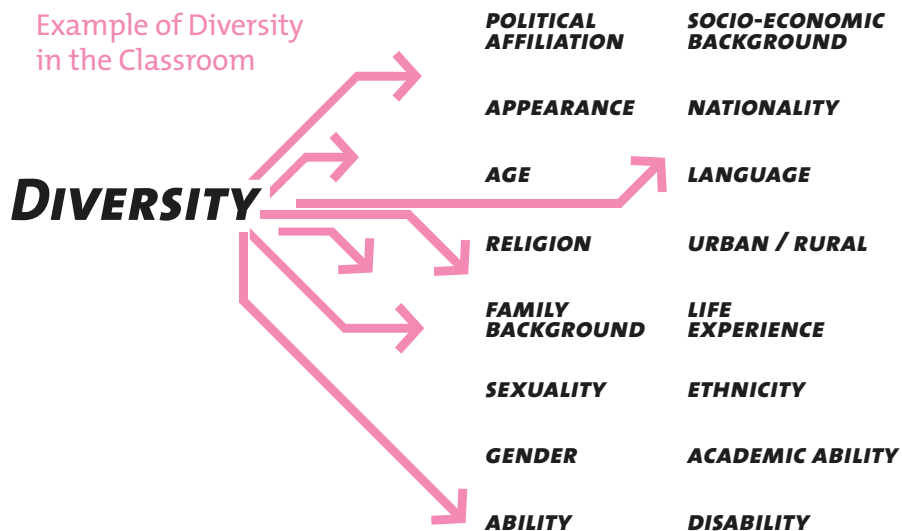 Example of Diversity
in the Classroom
DIVERSITY
POLITICAL
AFFILIATION
APPEARANCE
AGE
RELIGION
FAMILY
BACKGROUND
SEXUALITY
GENDER
ABILITY
SOCIO-ECONOMIC
BACKGROUND
NATIONALITY
LANGUAGE
URBAN / RURAL
LIFE
EXPERIENCE
ETHNICITY
ACADEMIC ABILITY
DISABILITY